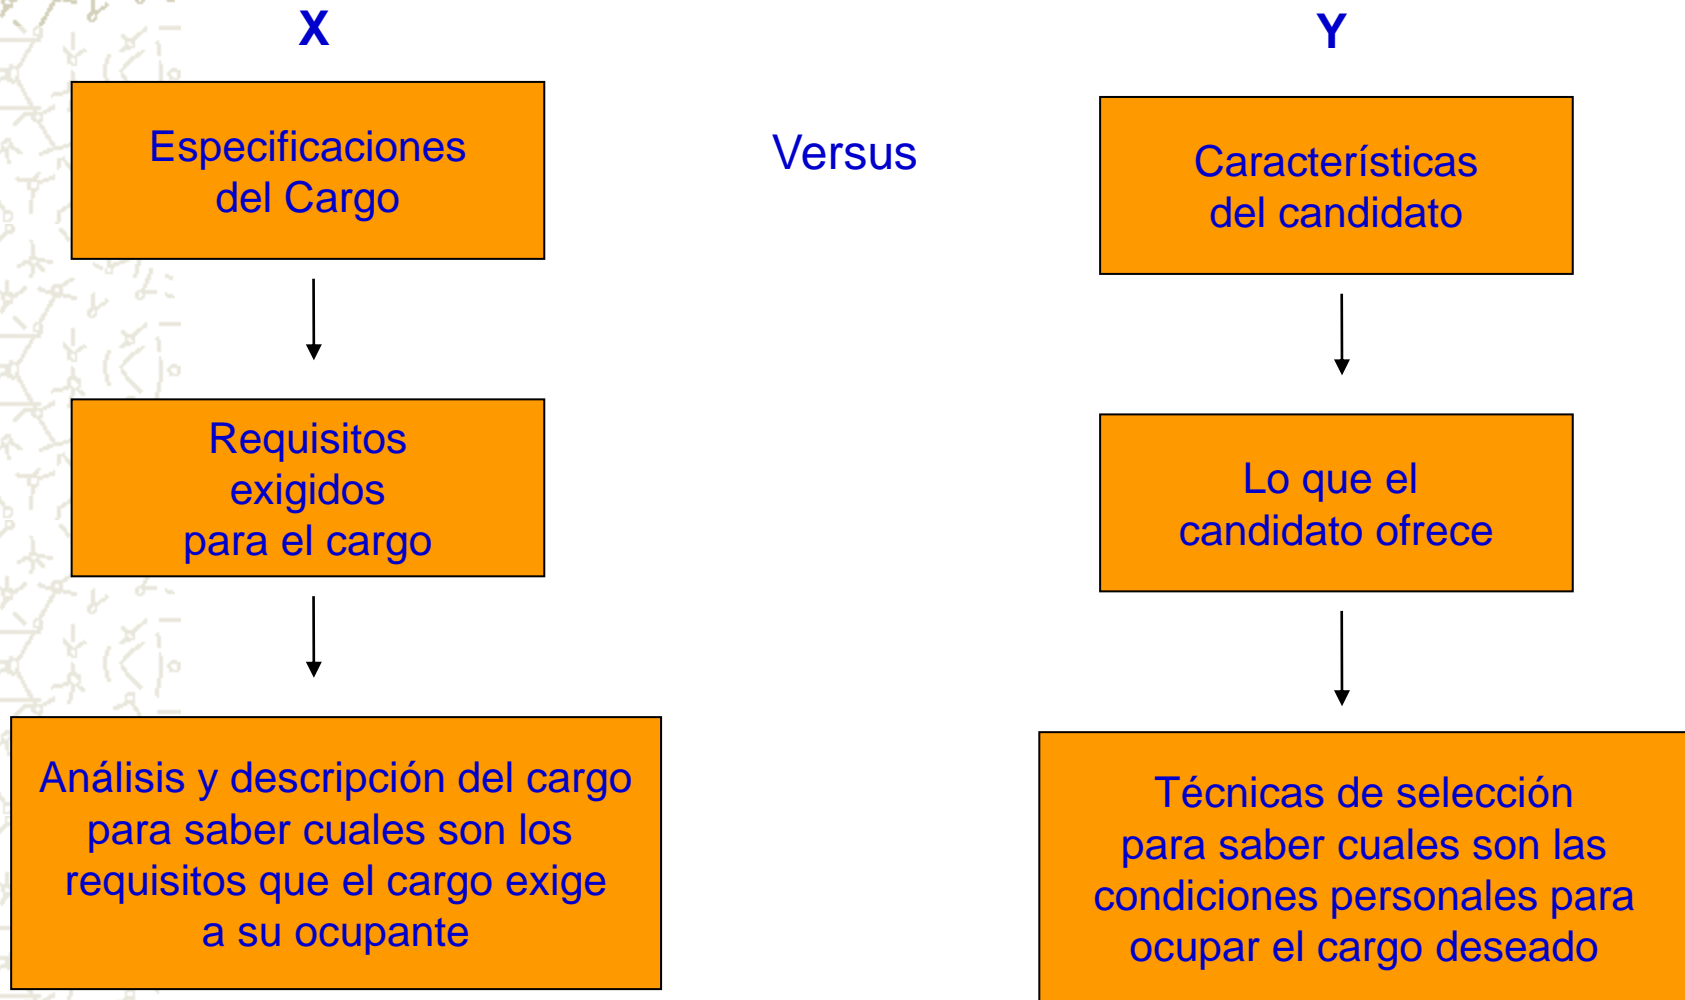 X
Especificaciones
del Cargo
Requisitos
exigidos
para el cargo
Análisis y descripción del cargo
para saber cuales son los
requisitos que el cargo exige
a su ocupante
Versus
Y
Características
del candidato
Lo que el
candidato ofrece
Técnicas de selección
para saber cuales son las
condiciones personales para
ocupar el cargo deseado